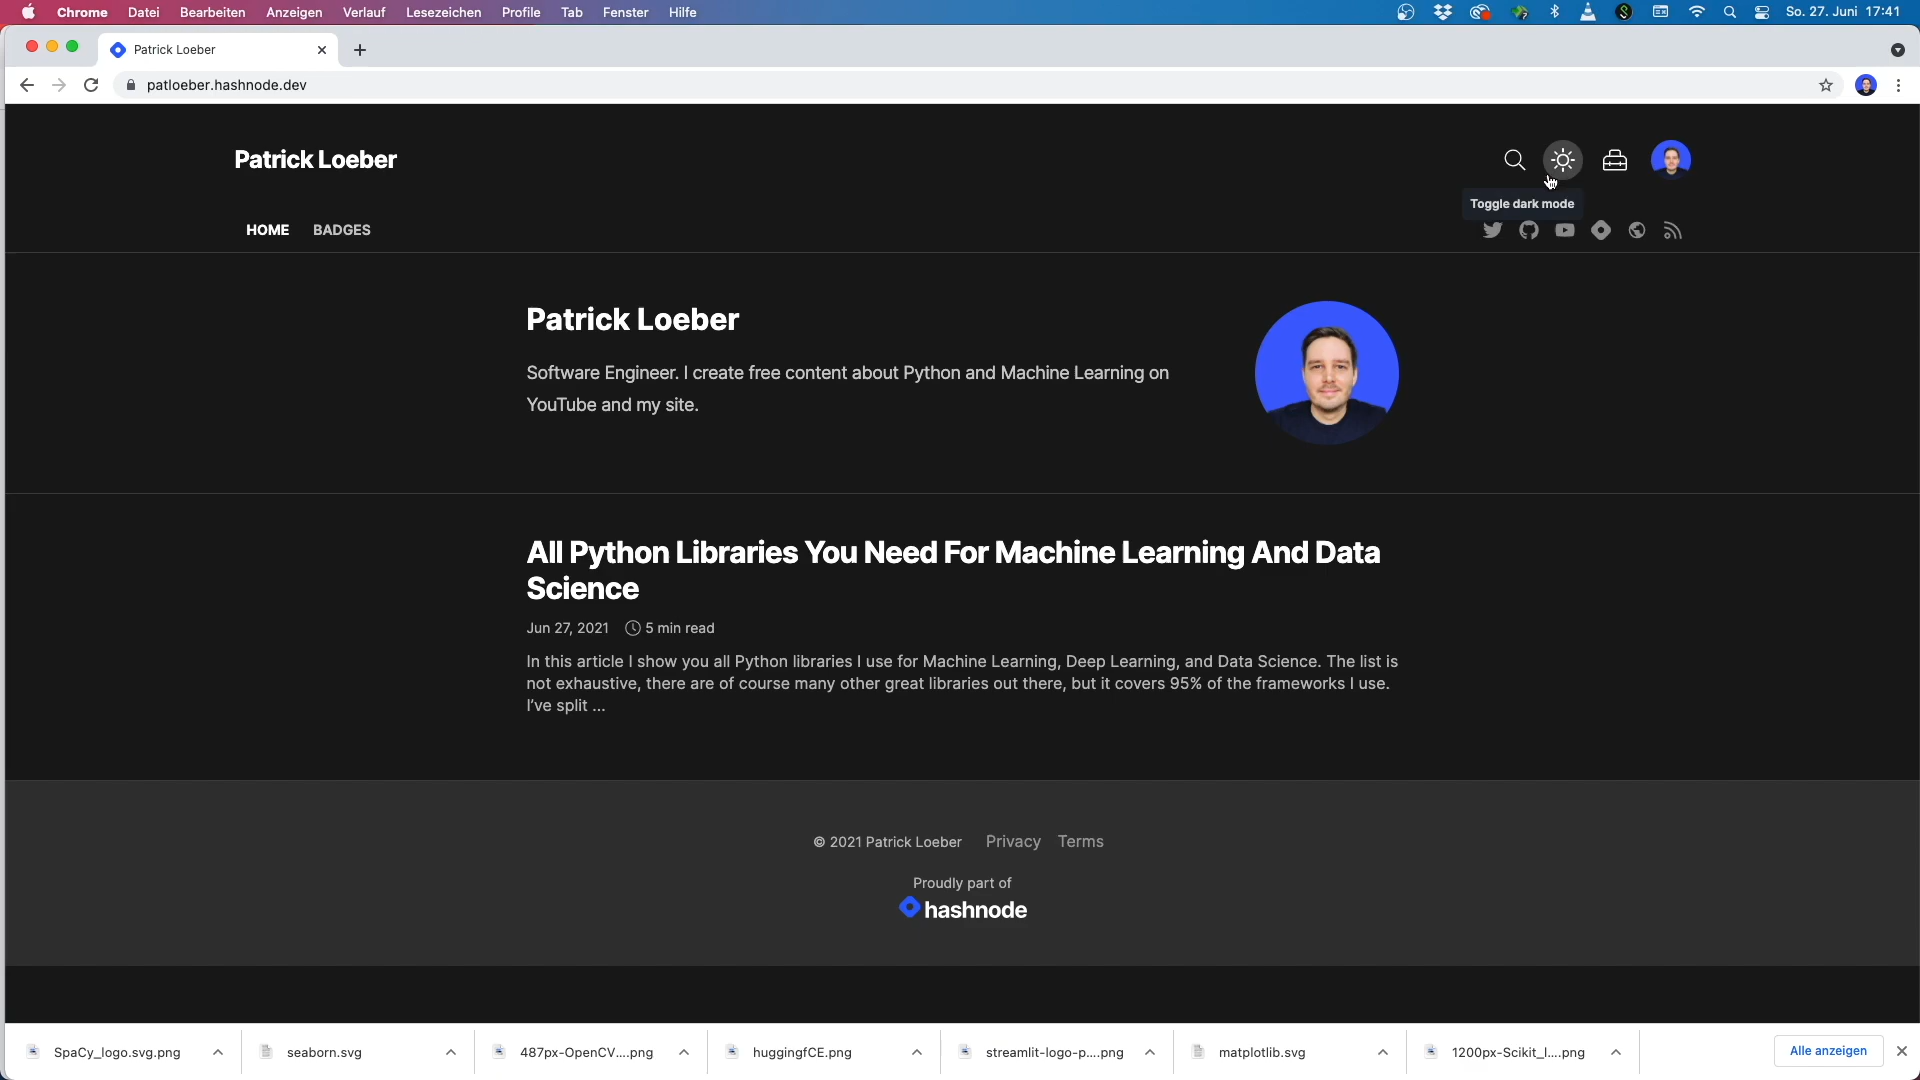 Chrome Datei Bearbeiten Anzeigen Verlauf Lesezeichen Profile Tab Fenster Hilfe So. 27. Juni 17:41
Patrick Loeber
patloeber.hashnode.dev
Patrick Loeber
Toggle dark mode
HOME BADGES
Patrick Loeber
Software Engineer. I create free content about Python and Machine Learning on
YouTube and my site.
All Python Libraries You Need For Machine Learning And Data
Science
Jun 27, 2021 5 min read
In this article I show you all Python libraries I use for Machine Learning, Deep Learning, and Data Science. The list is
not exhaustive, there are of course many other great libraries out there, but it covers 95% of the frameworks I use.
I've split ...
© 2021 Patrick Loeber Privacy Terms
Proudly part of
hashnode
SpaCy_logo.svg.png seaborn.svg 487px-OpenCV....png huggingfCE.png streamlit-logo-p....png matplotlib.svg 1200px-Scikit_l....png Alle anzeigen